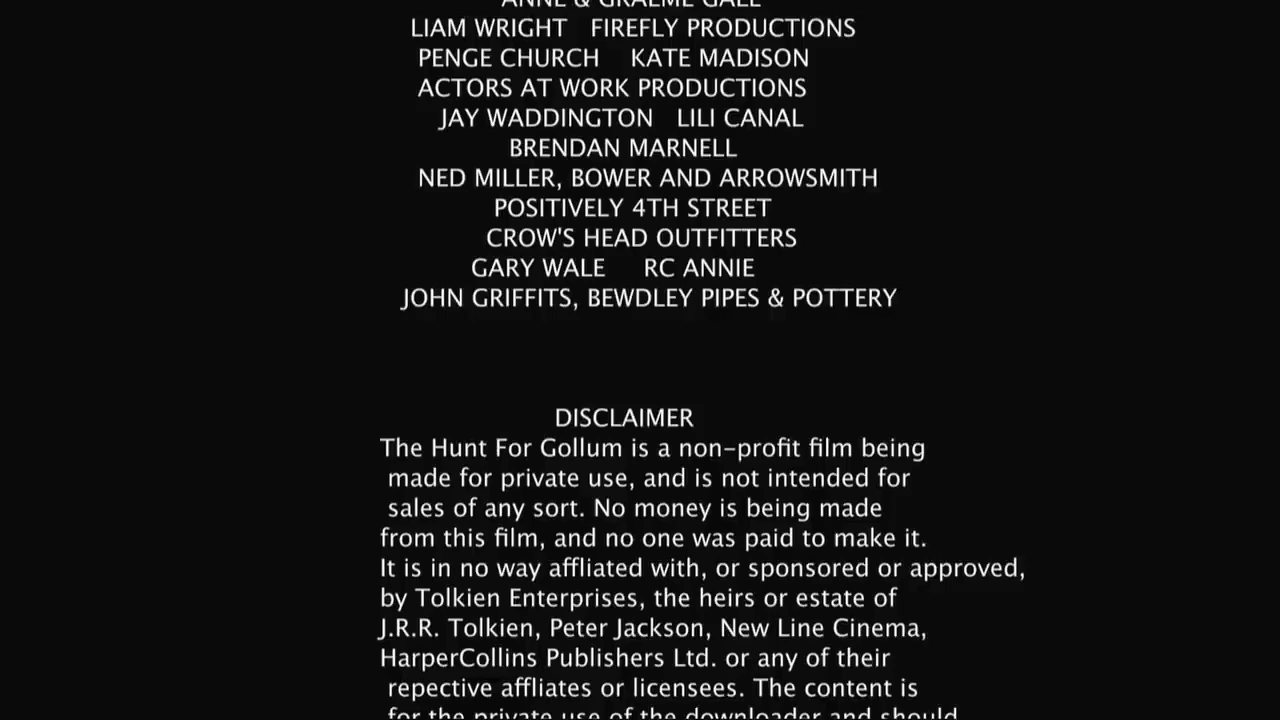 ANNE & GRAEME GALE
LIAM WRIGHT FIREFLY PRODUCTIONS
PENGE CHURCH KATE MADISON
ACTORS AT WORK PRODUCTIONS
JAY WADDINGTON LILI CANAL
BRENDAN MARNELL
NED MILLER, BOWER AND ARROWSMITH
POSITIVELY 4TH STREET
CROW'S HEAD OUTFITTERS
GARY WALE RC ANNIE
JOHN GRIFFITS, BEWDLEY PIPES & POTTERY
DISCLAIMER
The Hunt For Gollum is a non-profit film being
made for private use, and is not intended for
sales of any sort. No money is being made
from this film, and no one was paid to make it.
It is in no way affliated with, or sponsored or approved,
by Tolkien Enterprises, the heirs or estate of
J.R.R. Tolkien, Peter Jackson, New Line Cinema,
HarperCollins Publishers Ltd. or any of their
repective affliates or licensees. The content is
for the private use of the downloader and should